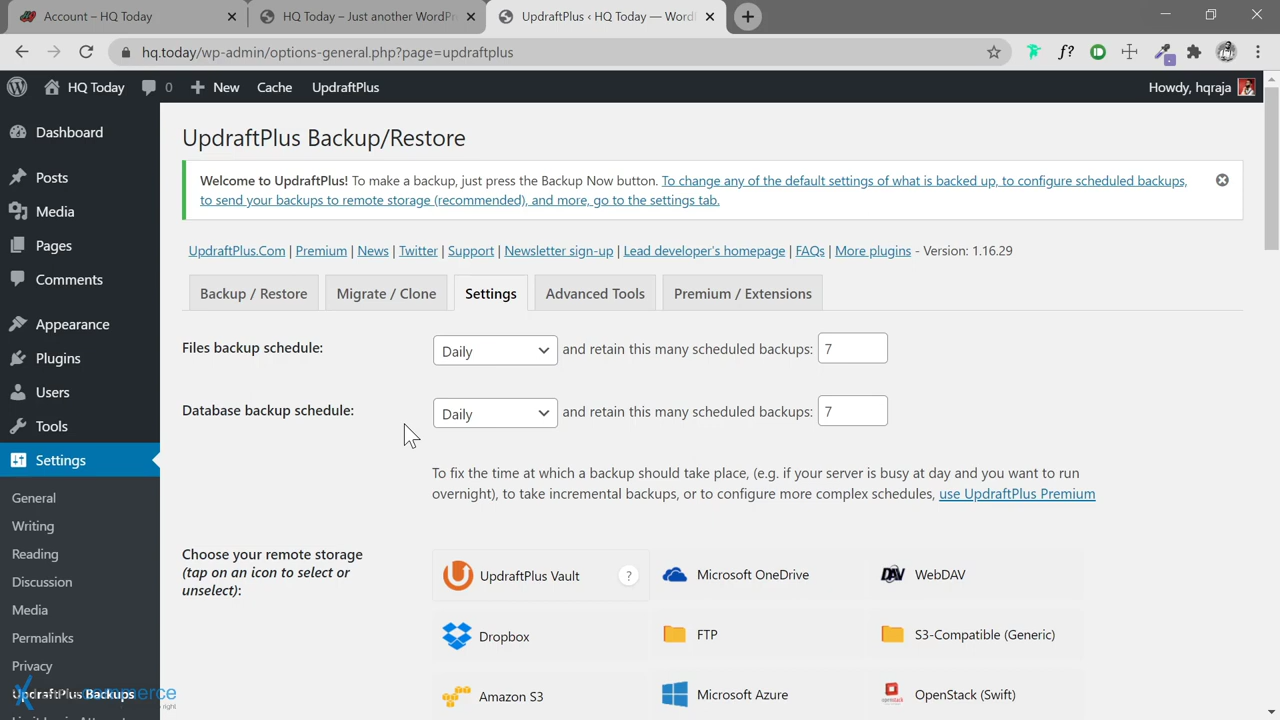 Account – HQ Today
HQ Today – Just another WordPr
UpdraftPlus ‹ HQ Today — Word
hq.today/wp-admin/options-general.php?page=updraftplus
f?
HQ Today
0
New
Cache
UpdraftPlus
Howdy, hqraja
Dashboard
Posts
Media
Pages
Comments
Appearance
Plugins
Users
Tools
Settings
General
Writing
Reading
Discussion
Media
Permalinks
Privacy
UpdraftPlus Backups
UpdraftPlus Backup/Restore
Welcome to UpdraftPlus! To make a backup, just press the Backup Now button. To change any of the default settings of what is backed up, to configure scheduled backups,
to send your backups to remote storage (recommended), and more, go to the settings tab.
UpdraftPlus.Com | Premium | News | Twitter | Support | Newsletter sign-up | Lead developer's homepage | FAQs | More plugins - Version: 1.16.29
Backup / Restore
Migrate / Clone
Settings
Advanced Tools
Premium / Extensions
Files backup schedule:
Daily
and retain this many scheduled backups:
7
Database backup schedule:
Daily
and retain this many scheduled backups:
7
To fix the time at which a backup should take place, (e.g. if your server is busy at day and you want to run
overnight), to take incremental backups, or to configure more complex schedules, use UpdraftPlus Premium
Choose your remote storage
(tap on an icon to select or
unselect):
UpdraftPlus Vault
?
Microsoft OneDrive
DAV
WebDAV
Dropbox
FTP
S3-Compatible (Generic)
Amazon S3
Microsoft Azure
openstack
OpenStack (Swift)